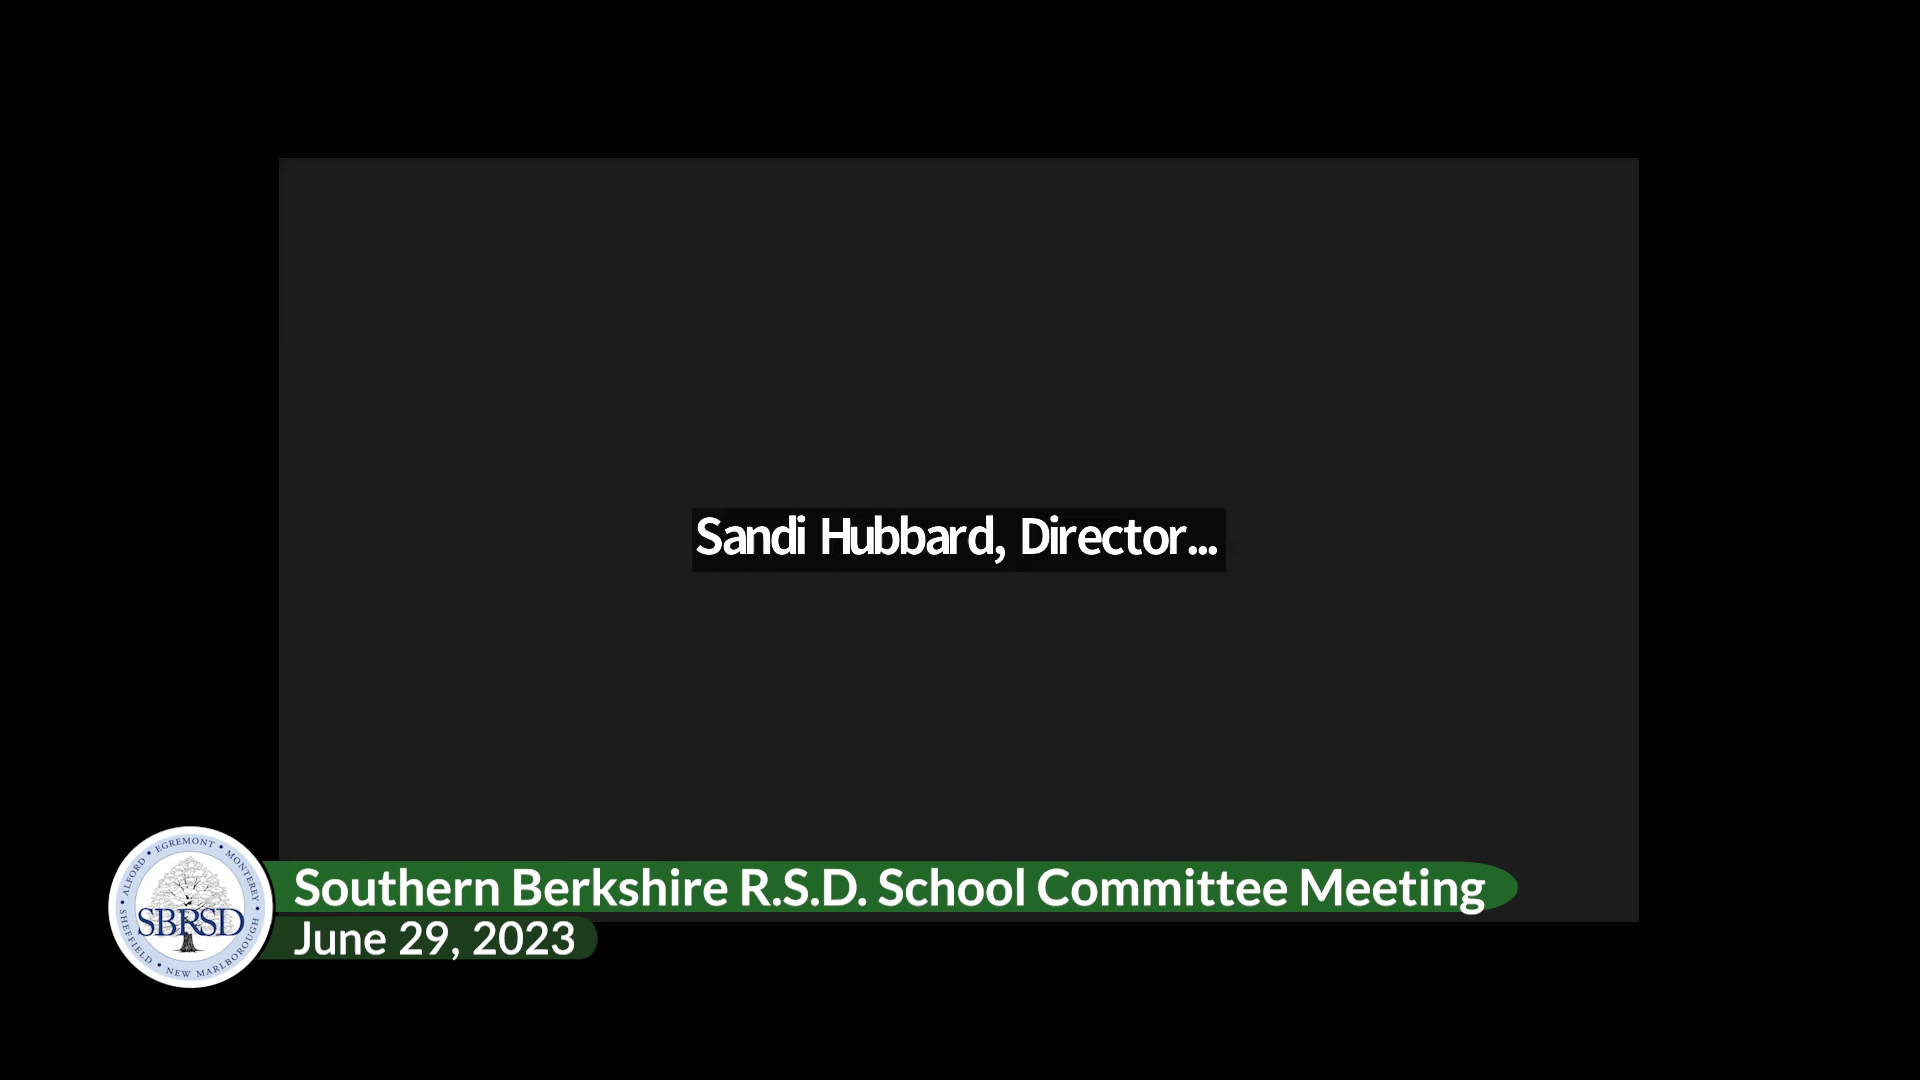 Sandi Hubbard, Director...
Southern Berkshire R.S.D. School Committee Meeting
June 29, 2023
ALFORD • EGREMONT • MONTEREY • NEW MARLBOROUGH • SHEFFIELD •
SBRSD